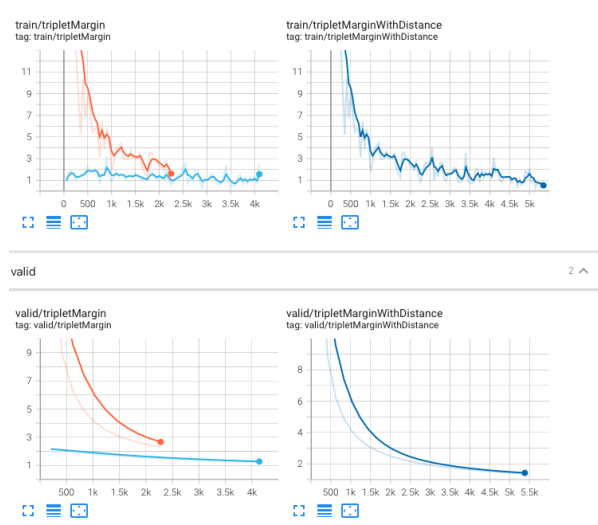 train/tripletMargin
tag: train/tripletMargin
11
9
7
5
3
1
0 500 1k 1.5k 2k 2.5k 3k 3.5k 4k
train/tripletMarginWithDistance
tag: train/tripletMarginWithDistance
11
9
7
5
3
1
0 500 1k 1.5k 2k 2.5k 3k 3.5k 4k 4.5k 5k
valid 2
valid/tripletMargin
tag: valid/tripletMargin
9
7
5
3
1
500 1k 1.5k 2k 2.5k 3k 3.5k 4k
valid/tripletMarginWithDistance
tag: valid/tripletMarginWithDistance
8
6
4
2
500 1k 1.5k 2k 2.5k 3k 3.5k 4k 4.5k 5k 5.5k